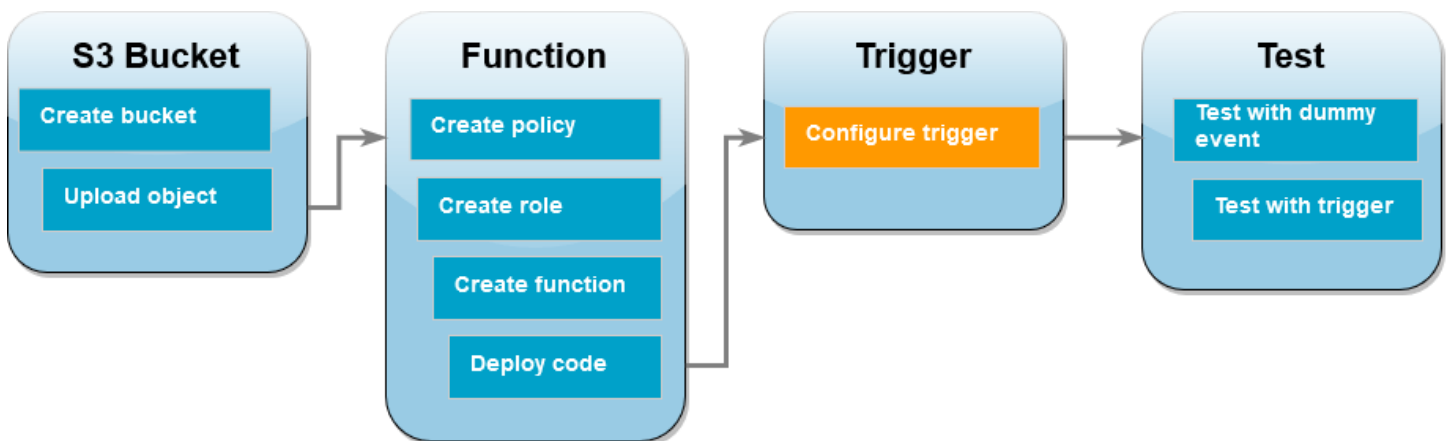 S3 Bucket
Create bucket
Upload object
Function
Create policy
Create role
Create function
Deploy code
Trigger
Configure trigger
Test
Test with dummy
event
Test with trigger